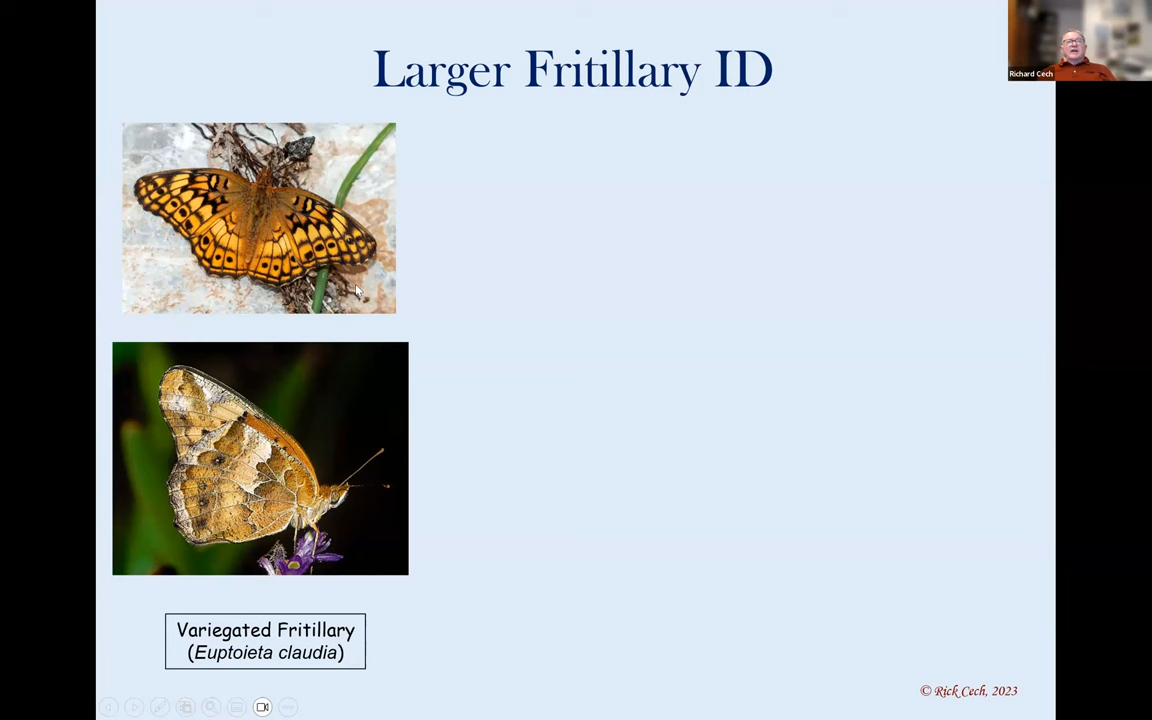 Larger Fritillary ID
Richard Cech
Variegated Fritillary
(Euptoieta claudia)
© Rick Cech, 2023